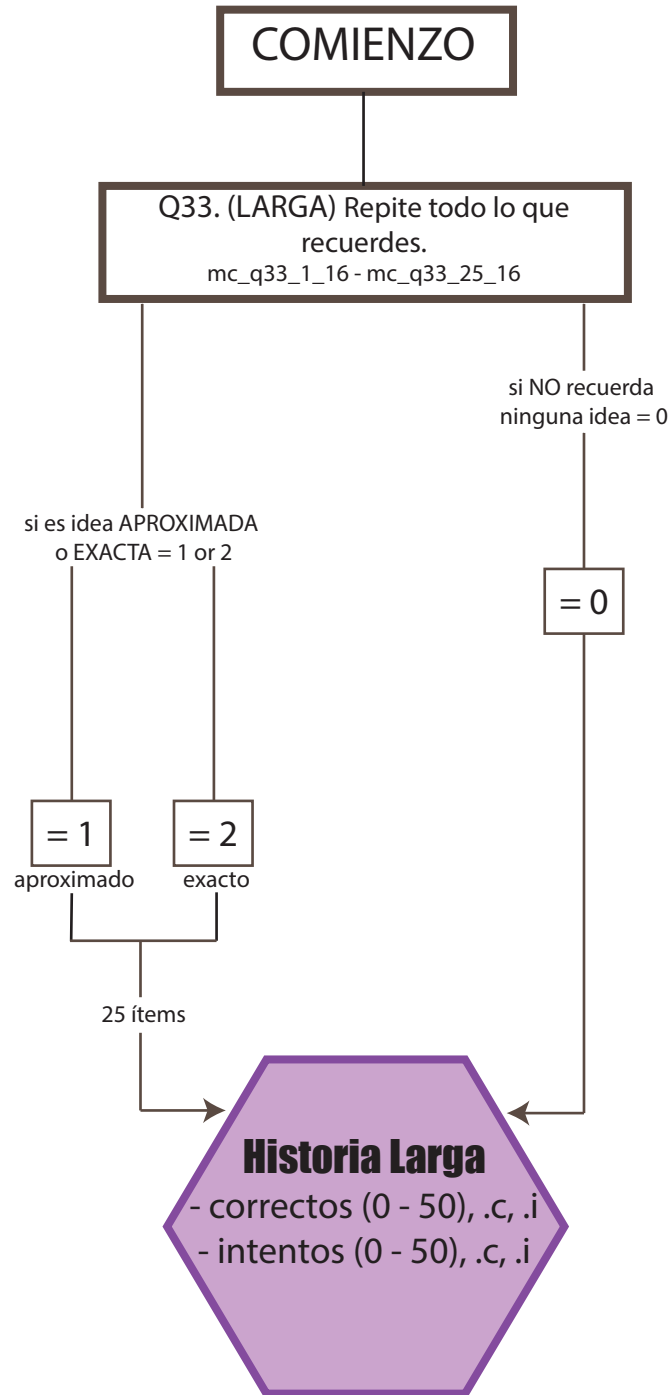 COMIENZO
Q33. (LARGA) Repite todo lo que
recuerdes.
mc_q33_1_16 - mc_q33_25_16
si NO recuerda
ninguna idea = 0
si es idea APROXIMADA
o EXACTA = 1 or 2
= 0
= 1
aproximado
= 2
exacto
25 ítems
Historia Larga
- correctos (0 - 50), .c, .i
- intentos (0 - 50), .c, .i